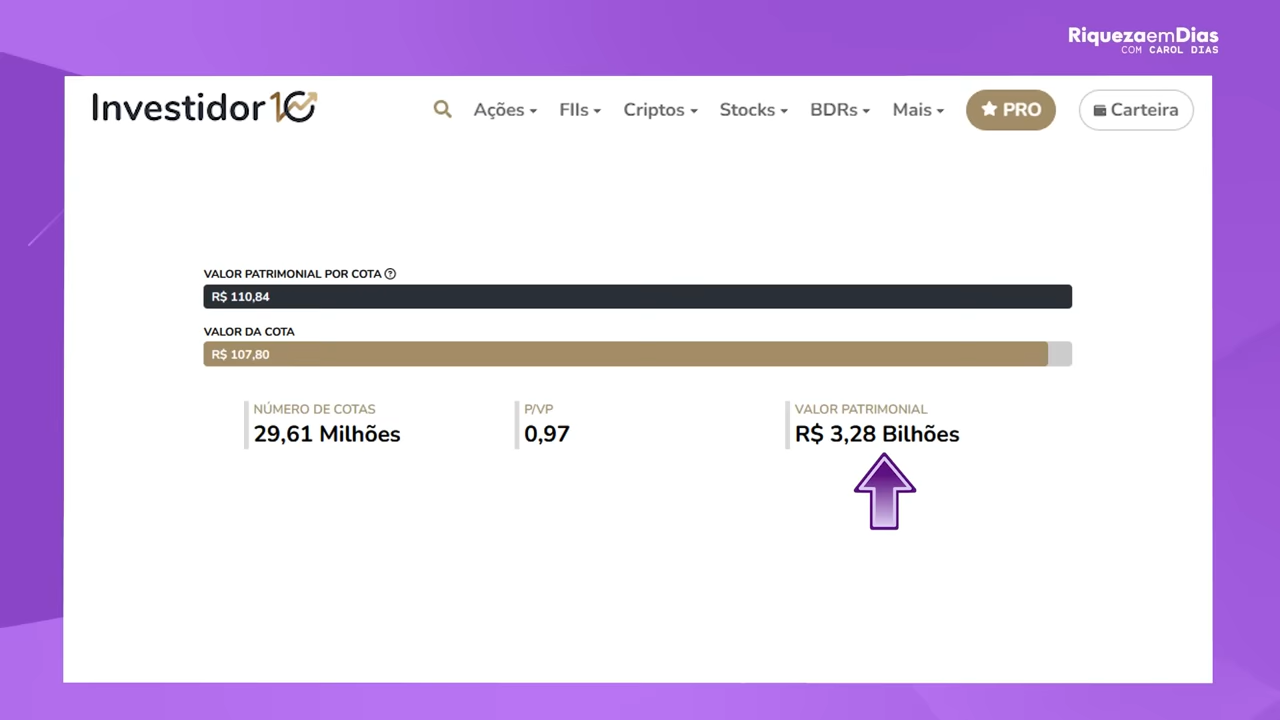 RiquezaemDias
COM CAROL DIAS
Investidor10
Ações
FIIs
Criptos
Stocks
BDRs
Mais
PRO
Carteira
VALOR PATRIMONIAL POR COTA ?
R$ 110,84
VALOR DA COTA
R$ 107,80
NÚMERO DE COTAS
29,61 Milhões
P/VP
0,97
VALOR PATRIMONIAL
R$ 3,28 Bilhões